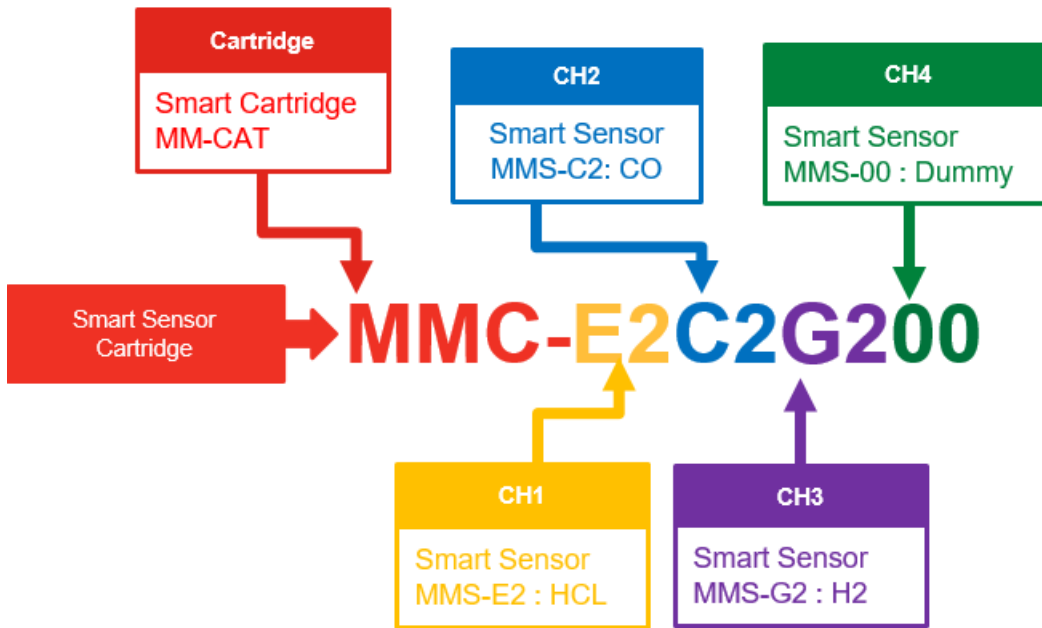 Cartridge
Smart Cartridge
MM-CAT
CH2
Smart Sensor
MMS-C2: CO
CH4
Smart Sensor
MMS-00 : Dummy
Smart Sensor
Cartridge
MMC-E2C2G200
CH1
Smart Sensor
MMS-E2 : HCL
CH3
Smart Sensor
MMS-G2 : H2